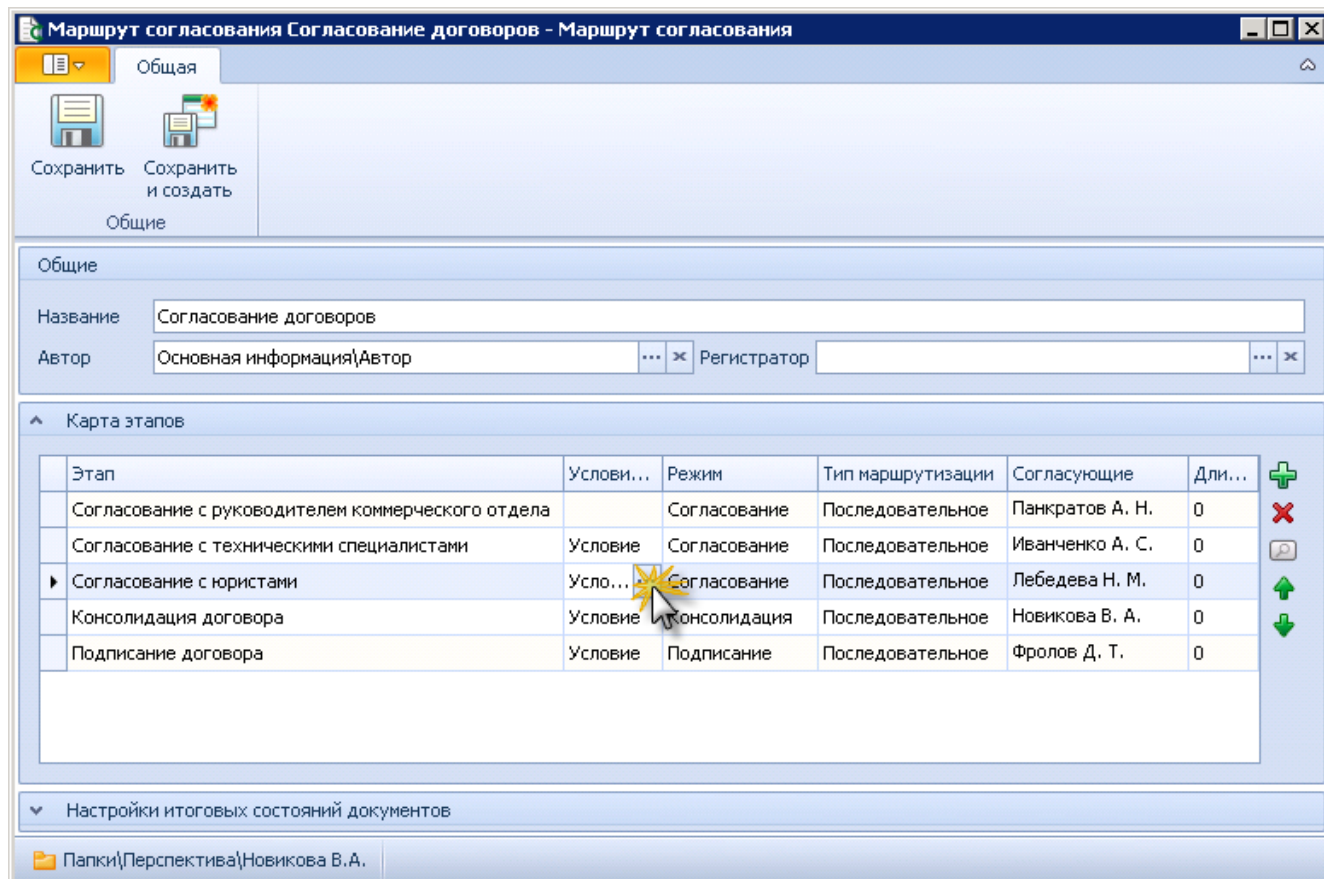 Маршрут согласования Согласование договоров - Маршрут согласования
Общая
Сохранить Сохранить
и создать
Общие
Общие
Название Согласование договоров
Автор Основная информация\Автор ... Регистратор ...
Карта этапов
Этап Услови... Режим Тип маршрутизации Согласующие Дли...
Согласование с руководителем коммерческого отдела Согласование Последовательное Панкратов А. Н. 0
Согласование с техническими специалистами Условие Согласование Последовательное Иванченко А. С. 0
Согласование с юристами Усло... Согласование Последовательное Лебедева Н. М. 0
Консолидация договора Условие Консолидация Последовательное Новикова В. А. 0
Подписание договора Условие Подписание Последовательное Фролов Д. Т. 0
Настройки итоговых состояний документов
Папки\Перспектива\Новикова В.А.